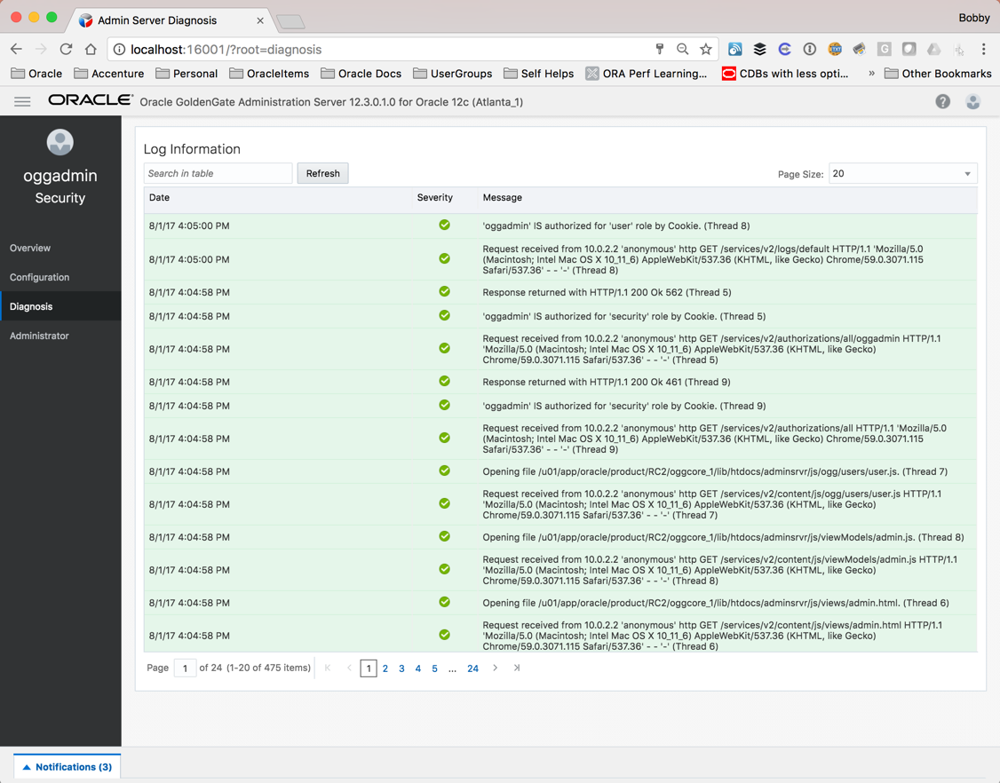 Admin Server Diagnosis
Bobby
localhost:16001/?root=diagnosis
Oracle Accenture Personal OracleItems Oracle Docs UserGroups Self Helps ORA Perf Learning... CDBs with less opti... » Other Bookmarks
ORACLE Oracle GoldenGate Administration Server 12.3.0.1.0 for Oracle 12c (Atlanta_1)
oggadmin
Security
Overview
Configuration
Diagnosis
Administrator
Log Information
Search in table Refresh Page Size: 20
Date Severity Message
8/1/17 4:05:00 PM 'oggadmin' IS authorized for 'user' role by Cookie. (Thread 8)
8/1/17 4:05:00 PM Request received from 10.0.2.2 'anonymous' http GET /services/v2/logs/default HTTP/1.1 'Mozilla/5.0
(Macintosh; Intel Mac OS X 10_11_6) AppleWebKit/537.36 (KHTML, like Gecko) Chrome/59.0.3071.115
Safari/537.36' - - '-' (Thread 8)
8/1/17 4:04:58 PM Response returned with HTTP/1.1 200 Ok 562 (Thread 5)
8/1/17 4:04:58 PM 'oggadmin' IS authorized for 'security' role by Cookie. (Thread 5)
8/1/17 4:04:58 PM Request received from 10.0.2.2 'anonymous' http GET /services/v2/authorizations/all/oggadmin HTTP/1.1
'Mozilla/5.0 (Macintosh; Intel Mac OS X 10_11_6) AppleWebKit/537.36 (KHTML, like Gecko)
Chrome/59.0.3071.115 Safari/537.36' - - '-' (Thread 5)
8/1/17 4:04:58 PM Response returned with HTTP/1.1 200 Ok 461 (Thread 9)
8/1/17 4:04:58 PM 'oggadmin' IS authorized for 'security' role by Cookie. (Thread 9)
8/1/17 4:04:58 PM Request received from 10.0.2.2 'anonymous' http GET /services/v2/authorizations/all HTTP/1.1 'Mozilla/5.0
(Macintosh; Intel Mac OS X 10_11_6) AppleWebKit/537.36 (KHTML, like Gecko) Chrome/59.0.3071.115
Safari/537.36' - - '-' (Thread 9)
8/1/17 4:04:58 PM Opening file /u01/app/oracle/product/RC2/oggcore_1/lib/htdocs/adminsrvr/js/ogg/users/user.js. (Thread 7)
8/1/17 4:04:58 PM Request received from 10.0.2.2 'anonymous' http GET /services/v2/content/js/ogg/users/user.js HTTP/1.1
'Mozilla/5.0 (Macintosh; Intel Mac OS X 10_11_6) AppleWebKit/537.36 (KHTML, like Gecko)
Chrome/59.0.3071.115 Safari/537.36' - - '-' (Thread 7)
8/1/17 4:04:58 PM Opening file /u01/app/oracle/product/RC2/oggcore_1/lib/htdocs/adminsrvr/js/viewModels/admin.js. (Thread 8)
8/1/17 4:04:58 PM Request received from 10.0.2.2 'anonymous' http GET /services/v2/content/js/viewModels/admin.js HTTP/1.1
'Mozilla/5.0 (Macintosh; Intel Mac OS X 10_11_6) AppleWebKit/537.36 (KHTML, like Gecko)
Chrome/59.0.3071.115 Safari/537.36' - - '-' (Thread 8)
8/1/17 4:04:58 PM Opening file /u01/app/oracle/product/RC2/oggcore_1/lib/htdocs/adminsrvr/js/views/admin.html. (Thread 6)
8/1/17 4:04:58 PM Request received from 10.0.2.2 'anonymous' http GET /services/v2/content/js/views/admin.html HTTP/1.1
'Mozilla/5.0 (Macintosh; Intel Mac OS X 10_11_6) AppleWebKit/537.36 (KHTML, like Gecko)
Chrome/59.0.3071.115 Safari/537.36' - - '-' (Thread 6)
Page 1 of 24 (1-20 of 475 items) 1 2 3 4 5 ... 24
Notifications (3)